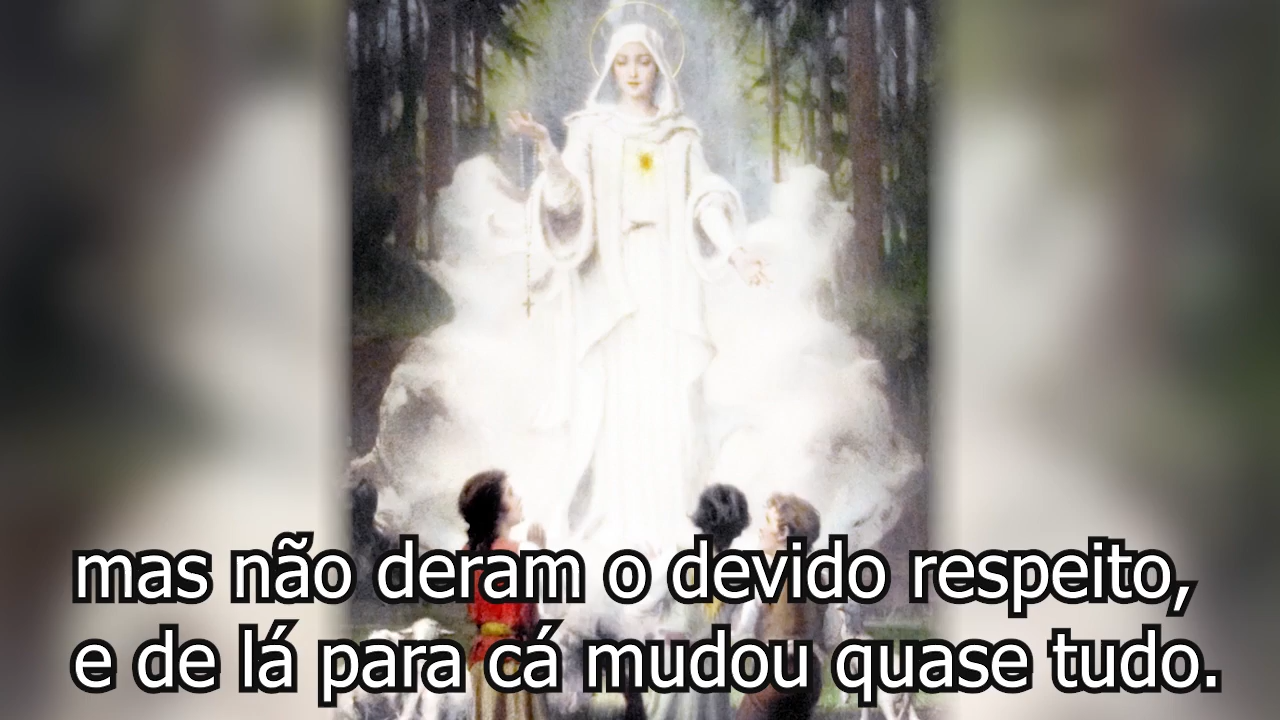 mas não deram o devido respeito,
e de lá para cá mudou quase tudo.